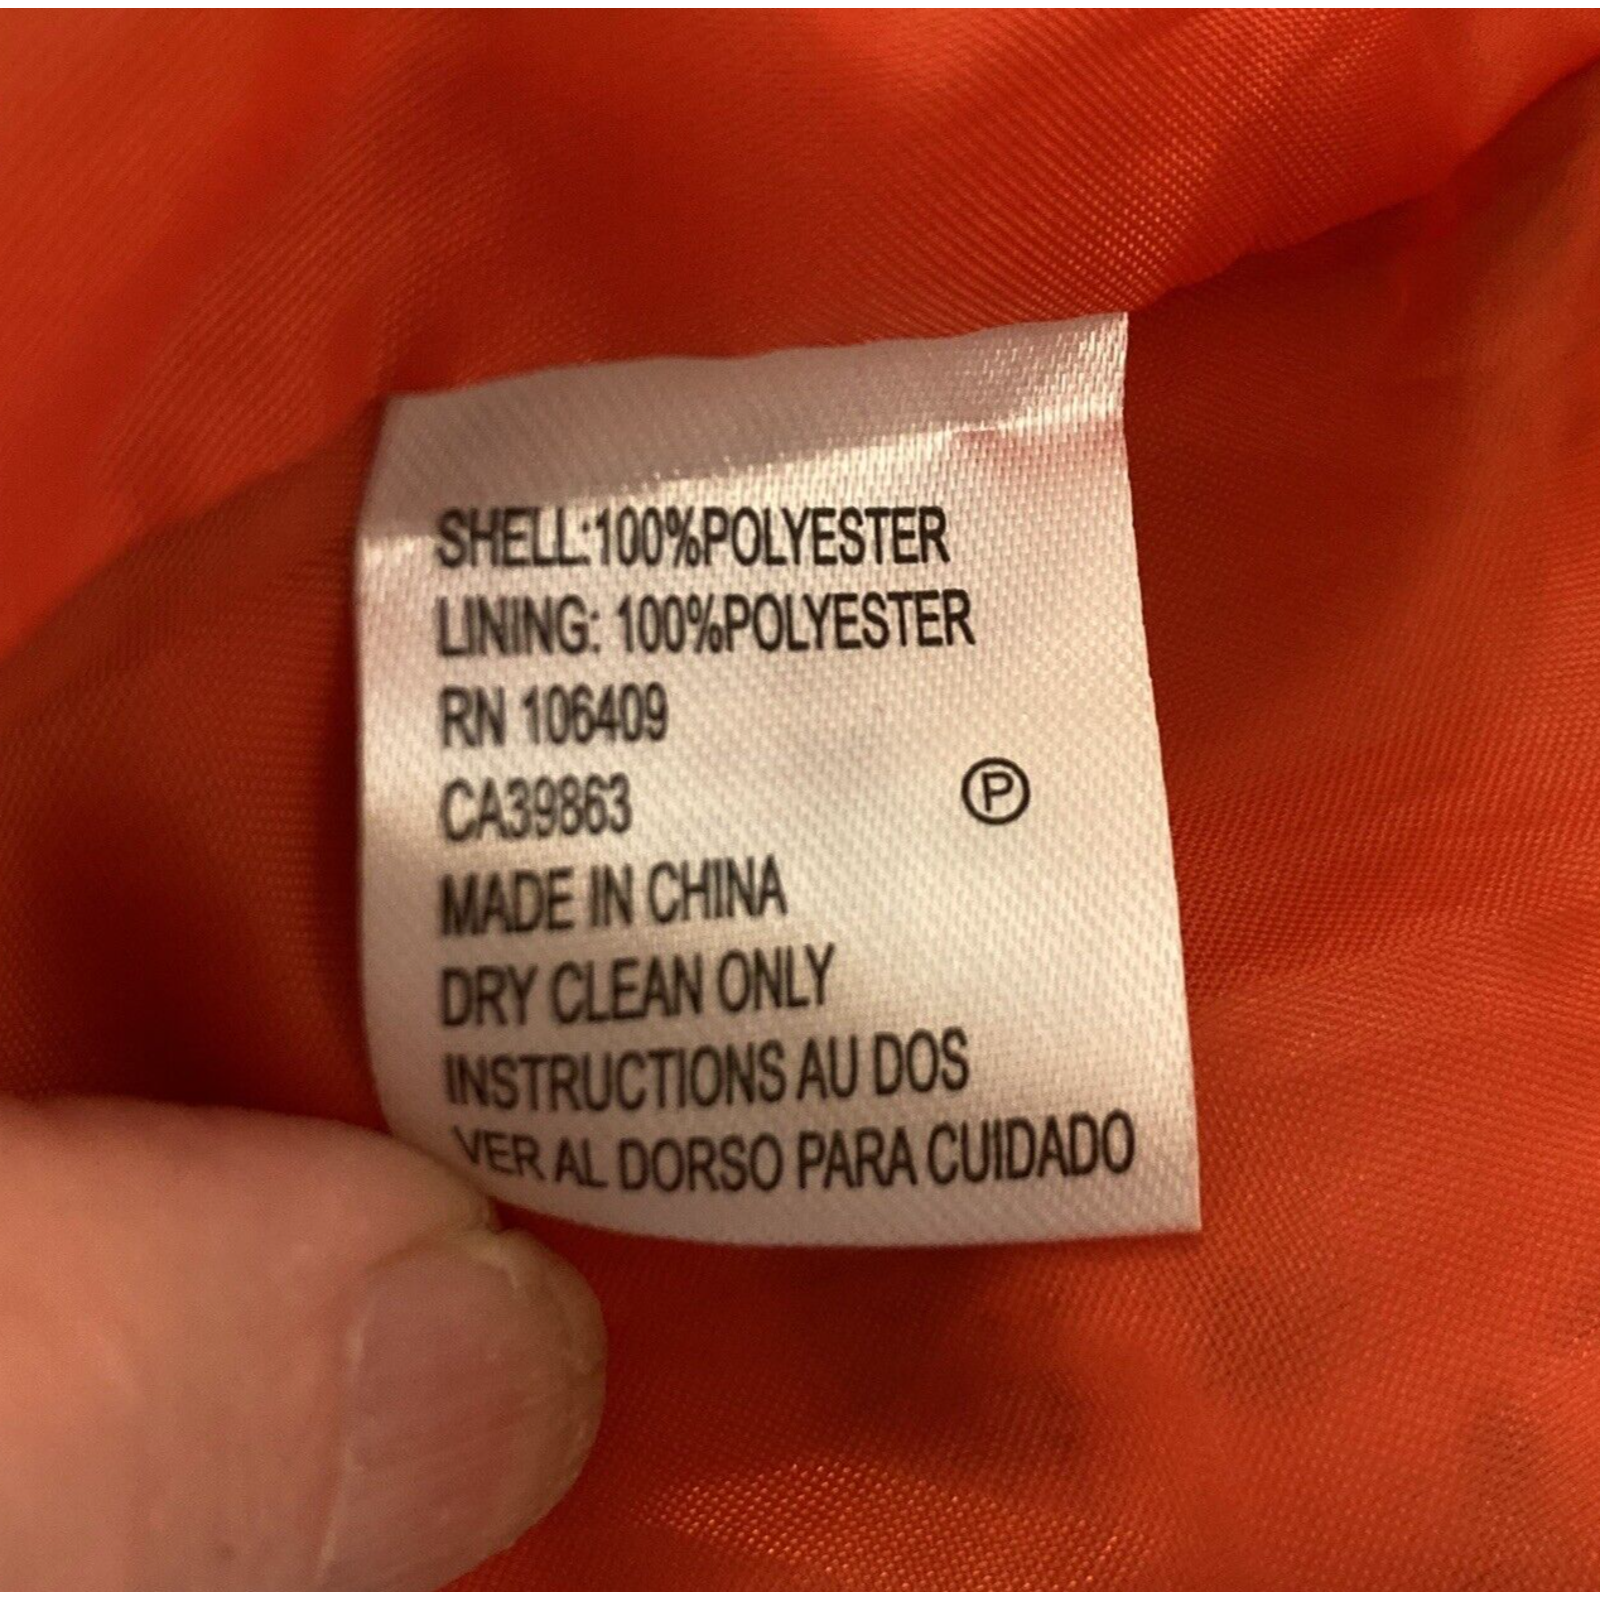 SHELL:100%POLYESTER
LINING: 100%POLYESTER
RN 106409
CA39863
Ⓟ
MADE IN CHINA
DRY CLEAN ONLY
INSTRUCTIONS AU DOS
VER AL DORSO PARA CUIDADO